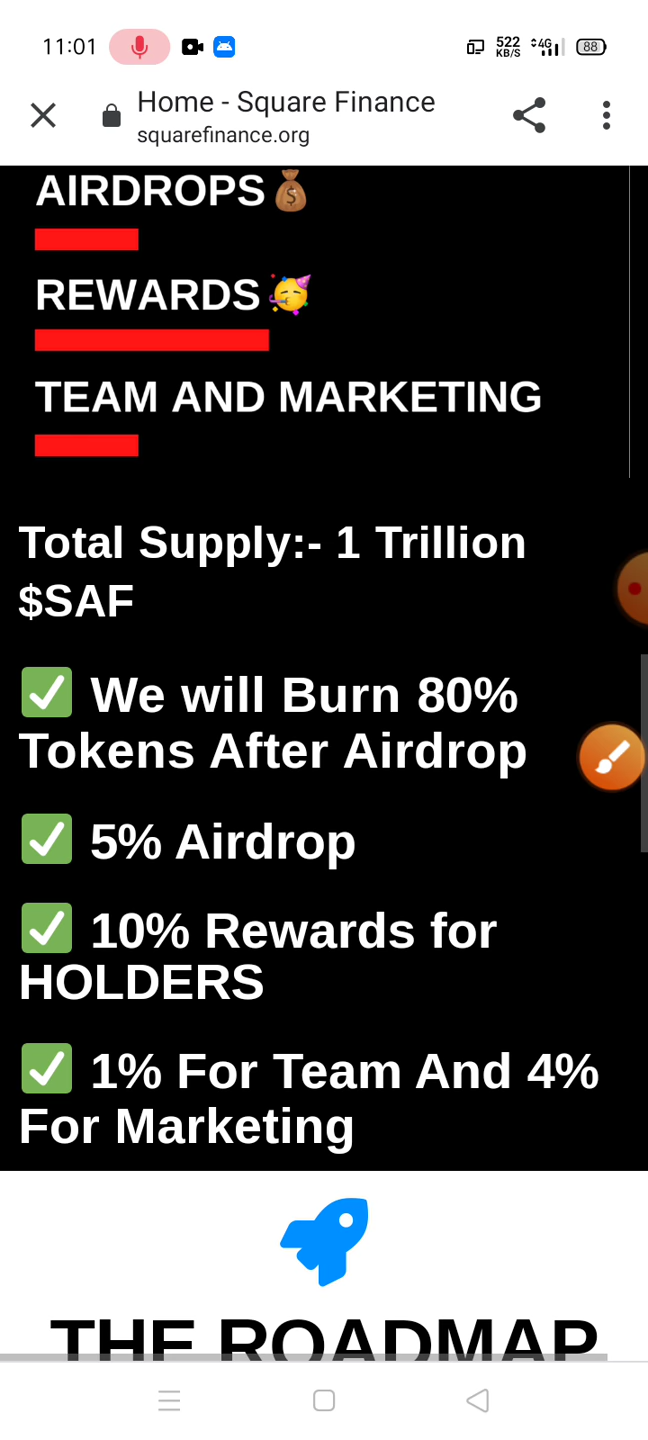 11:01
522
KB/S
4G
88
Home - Square Finance
squarefinance.org
AIRDROPS💰
REWARDS🥳
TEAM AND MARKETING
Total Supply:- 1 Trillion
$SAF
✅ We will Burn 80%
Tokens After Airdrop
✅ 5% Airdrop
✅ 10% Rewards for
HOLDERS
✅ 1% For Team And 4%
For Marketing
THE ROADMAP